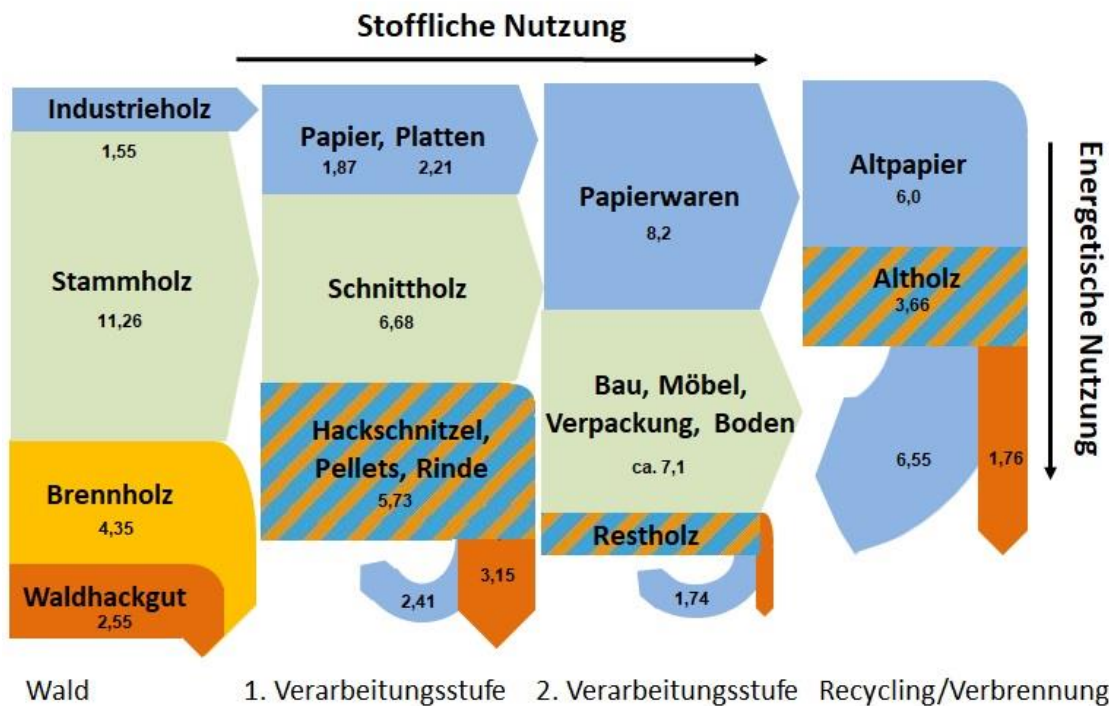 Stoffliche Nutzung
Industrieholz
1,55
Stammholz
11,26
Brennholz
4,35
Waldhackgut
2,55
Papier, Platten
1,87 2,21
Schnittholz
6,68
Hackschnitzel,
Pellets, Rinde
5,73
2,41
3,15
Papierwaren
8,2
Bau, Möbel,
Verpackung, Boden
ca. 7,1
Restholz
1,74
Altpapier
6,0
Altholz
3,66
6,55
1,76
Energetische Nutzung
Wald
1. Verarbeitungsstufe
2. Verarbeitungsstufe
Recycling/Verbrennung